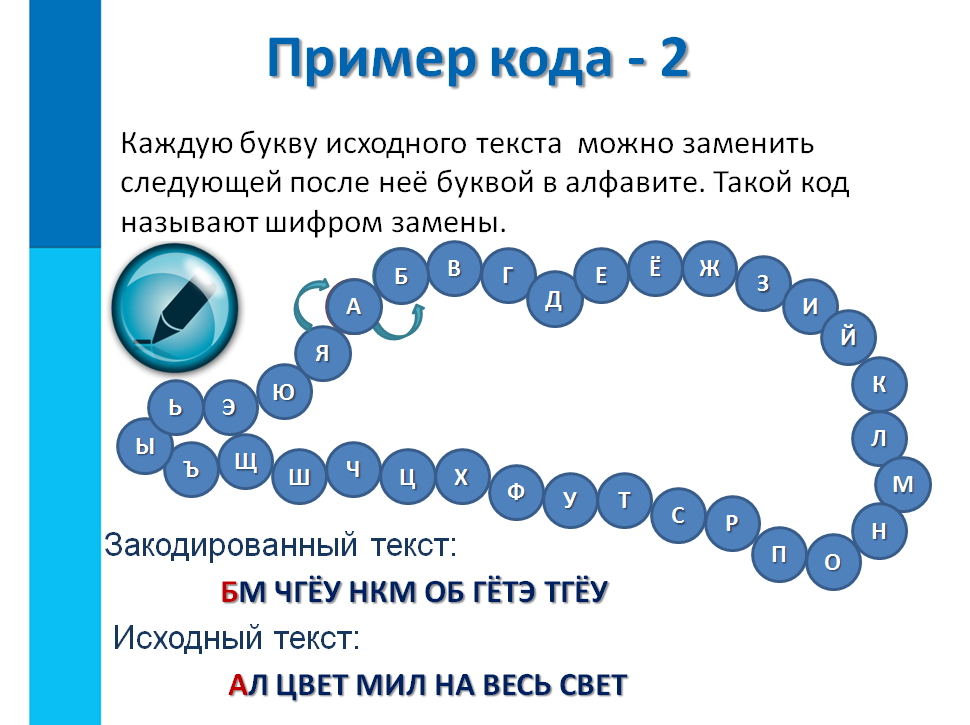 Пример кода - 2
Каждую букву исходного текста можно заменить
следующей после неё буквой в алфавите. Такой код
называют шифром замены.
А
Б
В
Г
Д
Е
Ё
Ж
З
И
Й
К
Л
М
Н
О
П
Р
С
Т
У
Ф
Х
Ц
Ч
Ш
Щ
Ъ
Ы
Ь
Э
Ю
Я
Закодированный текст:
БМ ЧГЁУ НКМ ОБ ГЁТЭ ТГЁУ
Исходный текст:
АЛ ЦВЕТ МИЛ НА ВЕСЬ СВЕТ